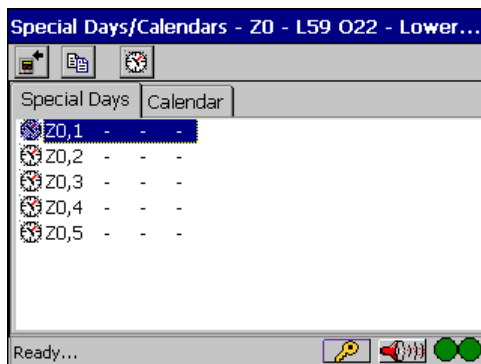 Special Days/Calendars - Z0 - L59 O22 - Lower...
Special Days Calendar
Z0,1 - - -
Z0,2 - - -
Z0,3 - - -
Z0,4 - - -
Z0,5 - - -
Ready...